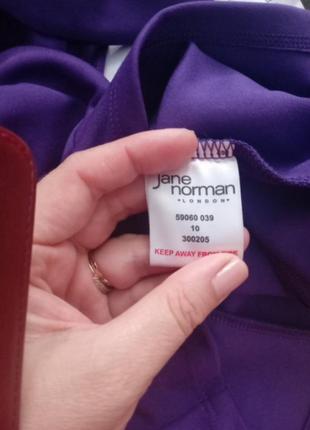 Jane
norman
• LONDON •
59060 039
10
300205
KEEP AWAY FROM FIRE